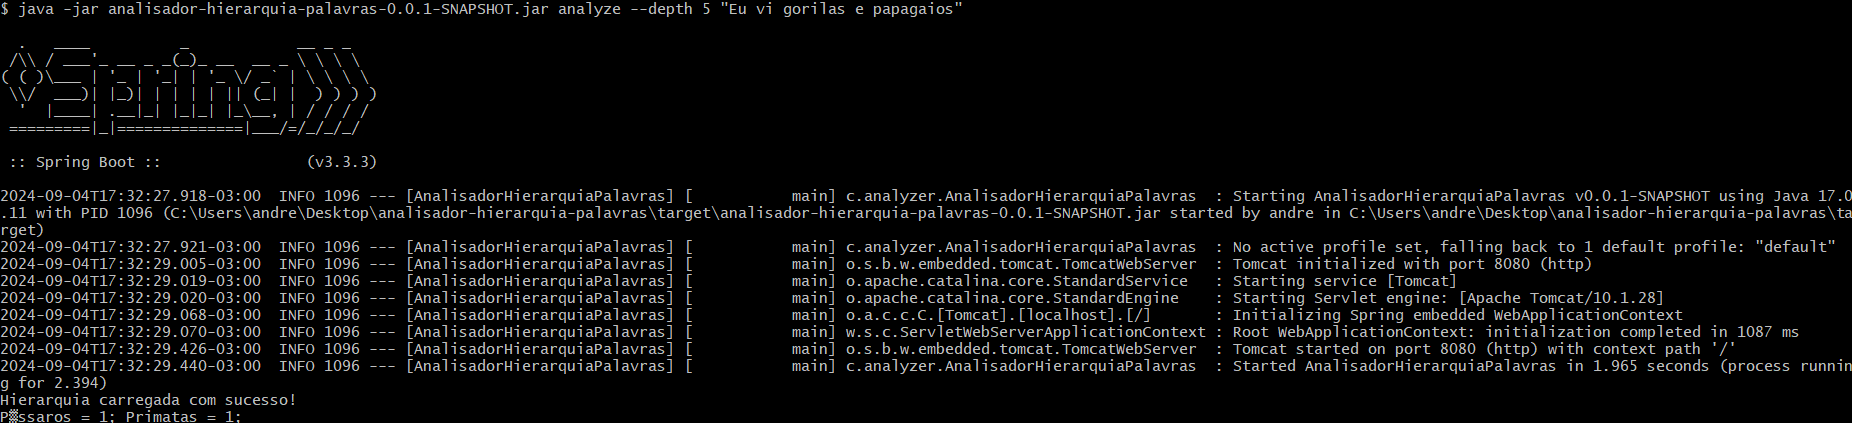 $ java -jar analisador-hierarquia-palavras-0.0.1-SNAPSHOT.jar analyze --depth 5 "Eu vi gorilas e papagaios"
  .   ____          _            __ _ _
 /\\ / ___'_ __ _ _(_)_ __  __ _ \ \ \ \
( ( )\___ | '_ | '_| | '_ \/ _` | \ \ \ \
 \\/  ___)| |_)| | | | | || (_| |  ) ) ) )
  '  |____| .__|_| |_|_| |_\__, | / / / /
 =========|_|==============|___/=/_/_/_/
 :: Spring Boot ::                (v3.3.3)
2024-09-04T17:32:27.918-03:00  INFO 1096 --- [AnalisadorHierarquiaPalavras] [           main] c.analyzer.AnalisadorHierarquiaPalavras  : Starting AnalisadorHierarquiaPalavras v0.0.1-SNAPSHOT using Java 17.0
.11 with PID 1096 (C:\Users\andre\Desktop\analisador-hierarquia-palavras\target\analisador-hierarquia-palavras-0.0.1-SNAPSHOT.jar started by andre in C:\Users\andre\Desktop\analisador-hierarquia-palavras\ta
rget)
2024-09-04T17:32:27.921-03:00  INFO 1096 --- [AnalisadorHierarquiaPalavras] [           main] c.analyzer.AnalisadorHierarquiaPalavras  : No active profile set, falling back to 1 default profile: "default"
2024-09-04T17:32:29.005-03:00  INFO 1096 --- [AnalisadorHierarquiaPalavras] [           main] o.s.b.w.embedded.tomcat.TomcatWebServer  : Tomcat initialized with port 8080 (http)
2024-09-04T17:32:29.019-03:00  INFO 1096 --- [AnalisadorHierarquiaPalavras] [           main] o.apache.catalina.core.StandardService   : Starting service [Tomcat]
2024-09-04T17:32:29.020-03:00  INFO 1096 --- [AnalisadorHierarquiaPalavras] [           main] o.apache.catalina.core.StandardEngine    : Starting Servlet engine: [Apache Tomcat/10.1.28]
2024-09-04T17:32:29.068-03:00  INFO 1096 --- [AnalisadorHierarquiaPalavras] [           main] o.a.c.c.C.[Tomcat].[localhost].[/]       : Initializing Spring embedded WebApplicationContext
2024-09-04T17:32:29.070-03:00  INFO 1096 --- [AnalisadorHierarquiaPalavras] [           main] w.s.c.ServletWebServerApplicationContext : Root WebApplicationContext: initialization completed in 1087 ms
2024-09-04T17:32:29.426-03:00  INFO 1096 --- [AnalisadorHierarquiaPalavras] [           main] o.s.b.w.embedded.tomcat.TomcatWebServer  : Tomcat started on port 8080 (http) with context path '/'
2024-09-04T17:32:29.440-03:00  INFO 1096 --- [AnalisadorHierarquiaPalavras] [           main] c.analyzer.AnalisadorHierarquiaPalavras  : Started AnalisadorHierarquiaPalavras in 1.965 seconds (process runnin
g for 2.394)
Hierarquia carregada com sucesso!
P▒ssaros = 1; Primatas = 1;